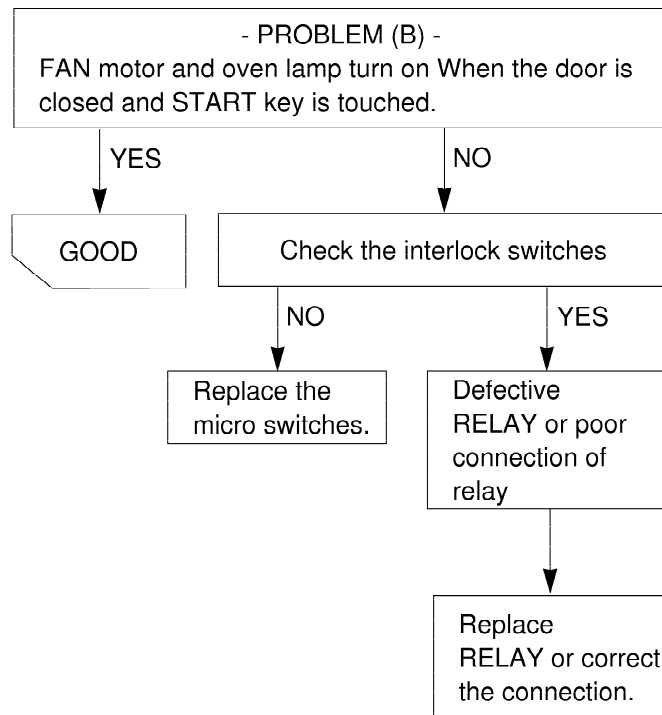 - PROBLEM (B) -
FAN motor and oven lamp turn on When the door is
closed and START key is touched.
YES
NO
GOOD
Check the interlock switches
NO
YES
Replace the
micro switches.
Defective
RELAY or poor
connection of
relay
Replace
RELAY or correct
the connection.